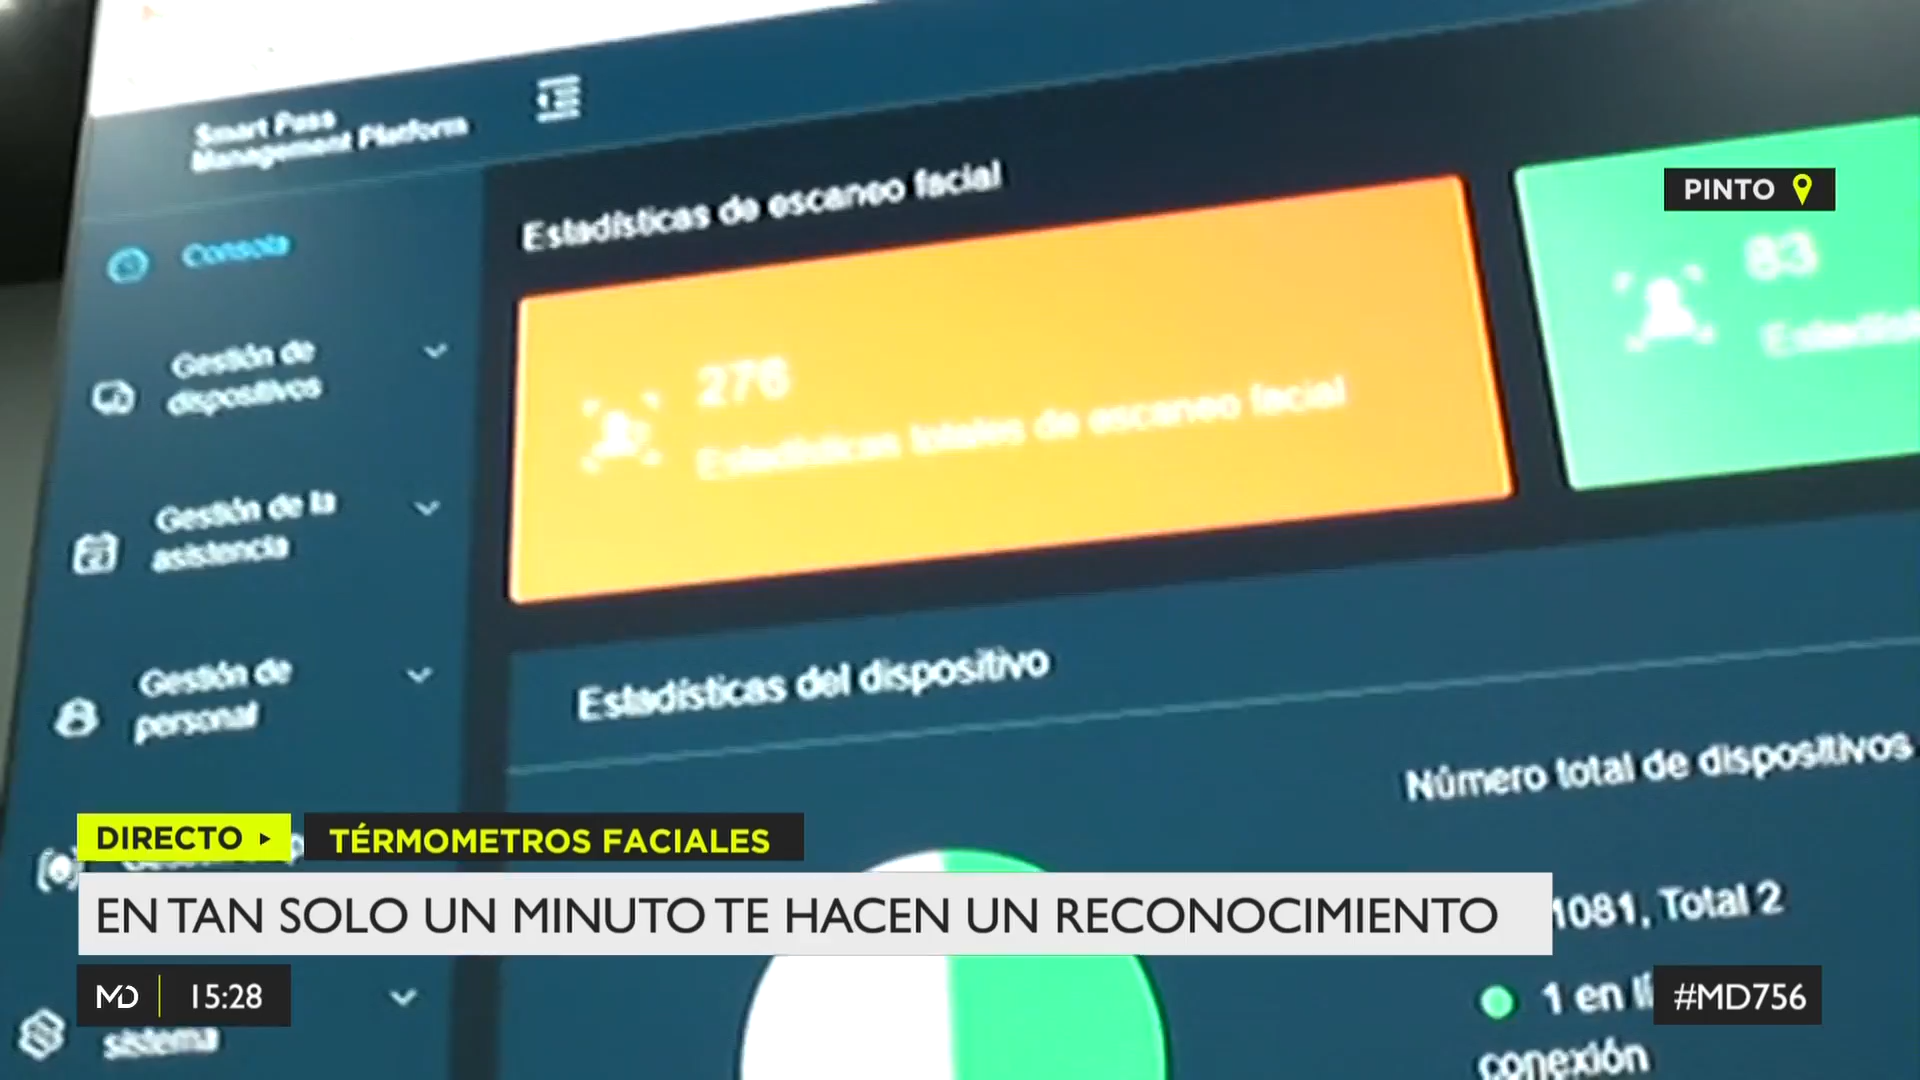 Smart Pass
Management Platform
Consola
Gestión de
dispositivos
Gestión de la
asistencia
Gestión de
personal
sistema
Estadísticas de escaneo facial
276
Estadísticas totales de escaneo facial
83
PINTO
Estadísticas del dispositivo
Número total de dispositivos
1081, Total 2
1 en
conexión
DIRECTO
TÉRMOMETROS FACIALES
EN TAN SOLO UN MINUTO TE HACEN UN RECONOCIMIENTO
MD 15:28
#MD756